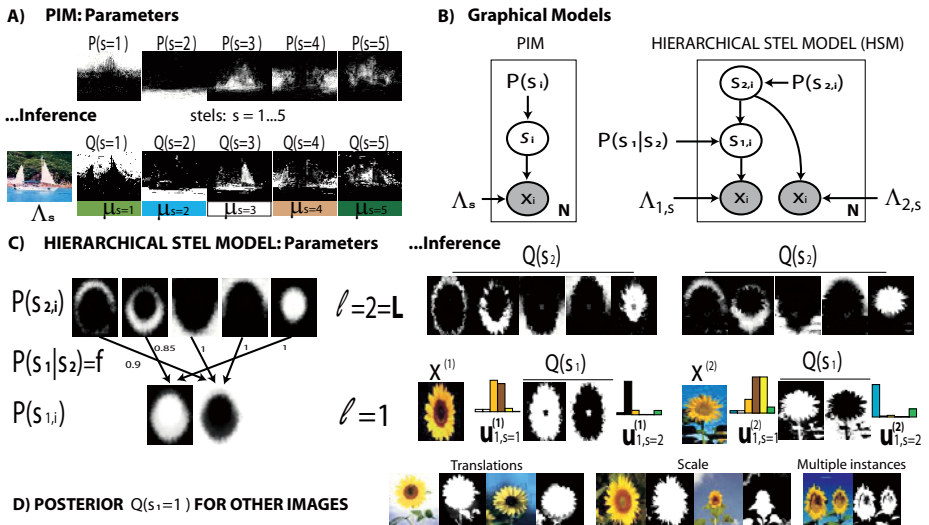 A) PIM: Parameters
P(s=1) P(s=2) P(s=3) P(s=4) P(s=5)
...Inference
stels: s = 1...5
Q(s=1) Q(s=2) Q(s=3) Q(s=4) Q(s=5)
Λs μs=1 μs=2 μs=3 μs=4 μs=5
B) Graphical Models
PIM
P(si)
si
Λs
xi
N
HIERARCHICAL STEL MODEL (HSM)
s2,i
P(s2,i)
P(s1|s2)
s1,i
Λ1,s
xi
xi
Λ2,s
N
C) HIERARCHICAL STEL MODEL: Parameters
P(s2,i)
ℓ=2=L
P(s1|s2)=f
0.9 0.85 1 1 1
P(s1,i)
ℓ=1
...Inference
Q(s2)
Q(s2)
X(1)
Q(s1)
u(1)1,s=1
u(1)1,s=2
X(2)
Q(s1)
u(2)1,s=1
u(2)1,s=2
Translations
Scale
Multiple instances
D) POSTERIOR Q(s1=1) FOR OTHER IMAGES